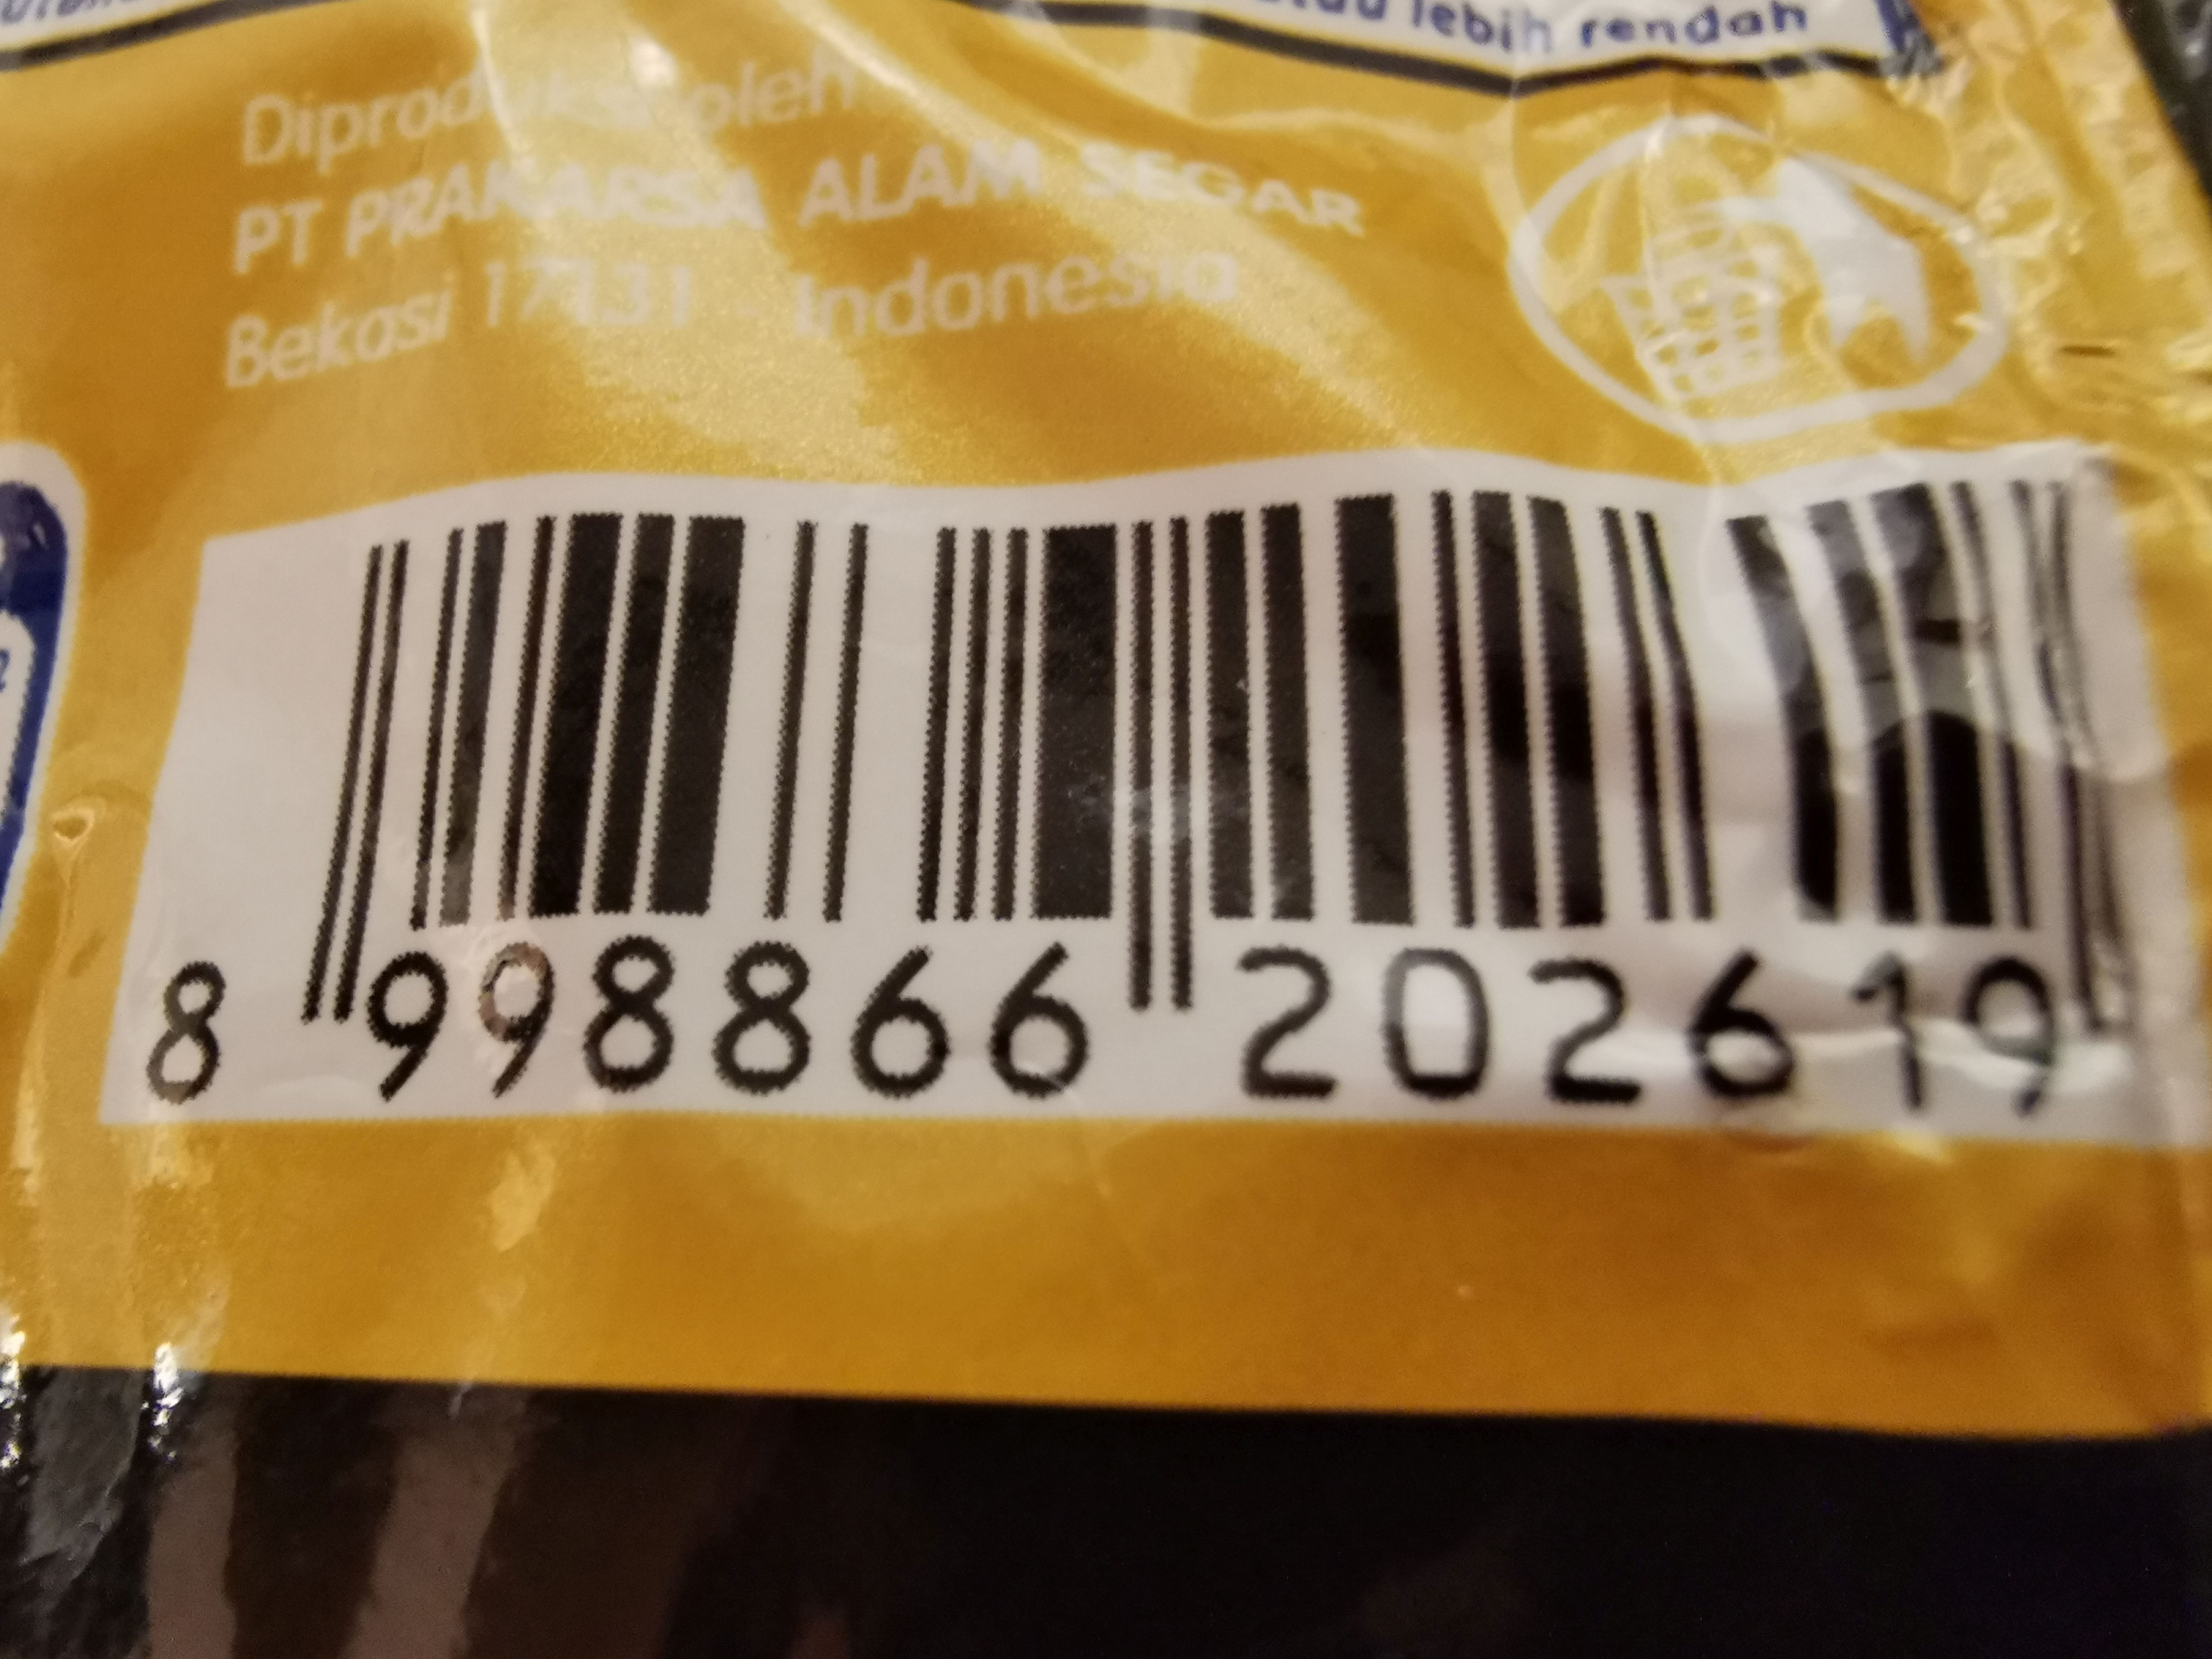 lebih rendah
Diproduksi oleh
PT PRAKARSA ALAM SEGAR
Bekasi 17131 - Indonesia
8 998866 202619